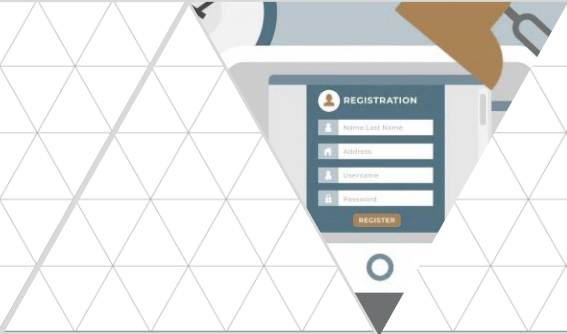 REGISTRATION
Name Last Name
Address
Username
Password
REGISTER